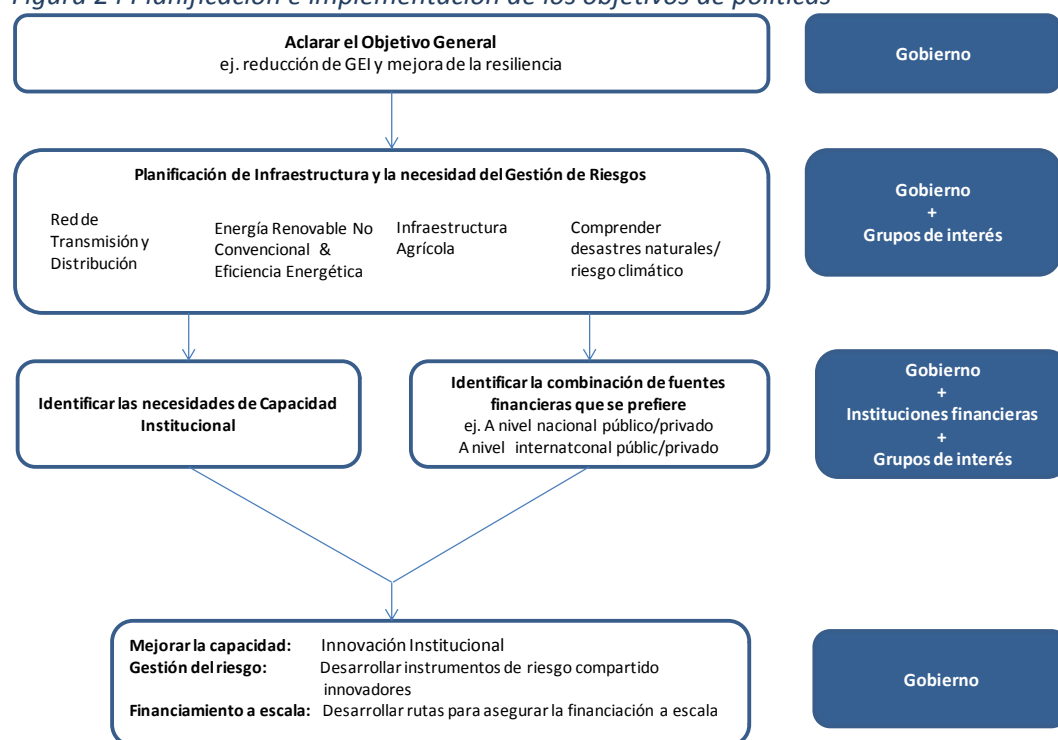 Figura 24 Planificación e implementación de los objetivos de políticas
Aclarar el Objetivo General
ej. reducción de GEI y mejora de la resiliencia
Gobierno
Planificación de Infraestructura y la necesidad del Gestión de Riesgos
Red de
Transmisión y
Distribución
Energía Renovable No
Convencional &
Eficiencia Energética
Infraestructura
Agrícola
Comprender
desastres naturales/
riesgo climático
Gobierno
+
Grupos de interés
Identificar las necesidades de Capacidad
Institucional
Identificar la combinación de fuentes
financieras que se prefiere
ej. A nivel nacional público/privado
A nivel internatconal públic/privado
Gobierno
+
Instituciones financieras
+
Grupos de interés
Mejorar la capacidad: Innovación Institucional
Gestión del riesgo: Desarrollar instrumentos de riesgo compartido
innovadores
Financiamiento a escala: Desarrollar rutas para asegurar la financiación a escala
Gobierno